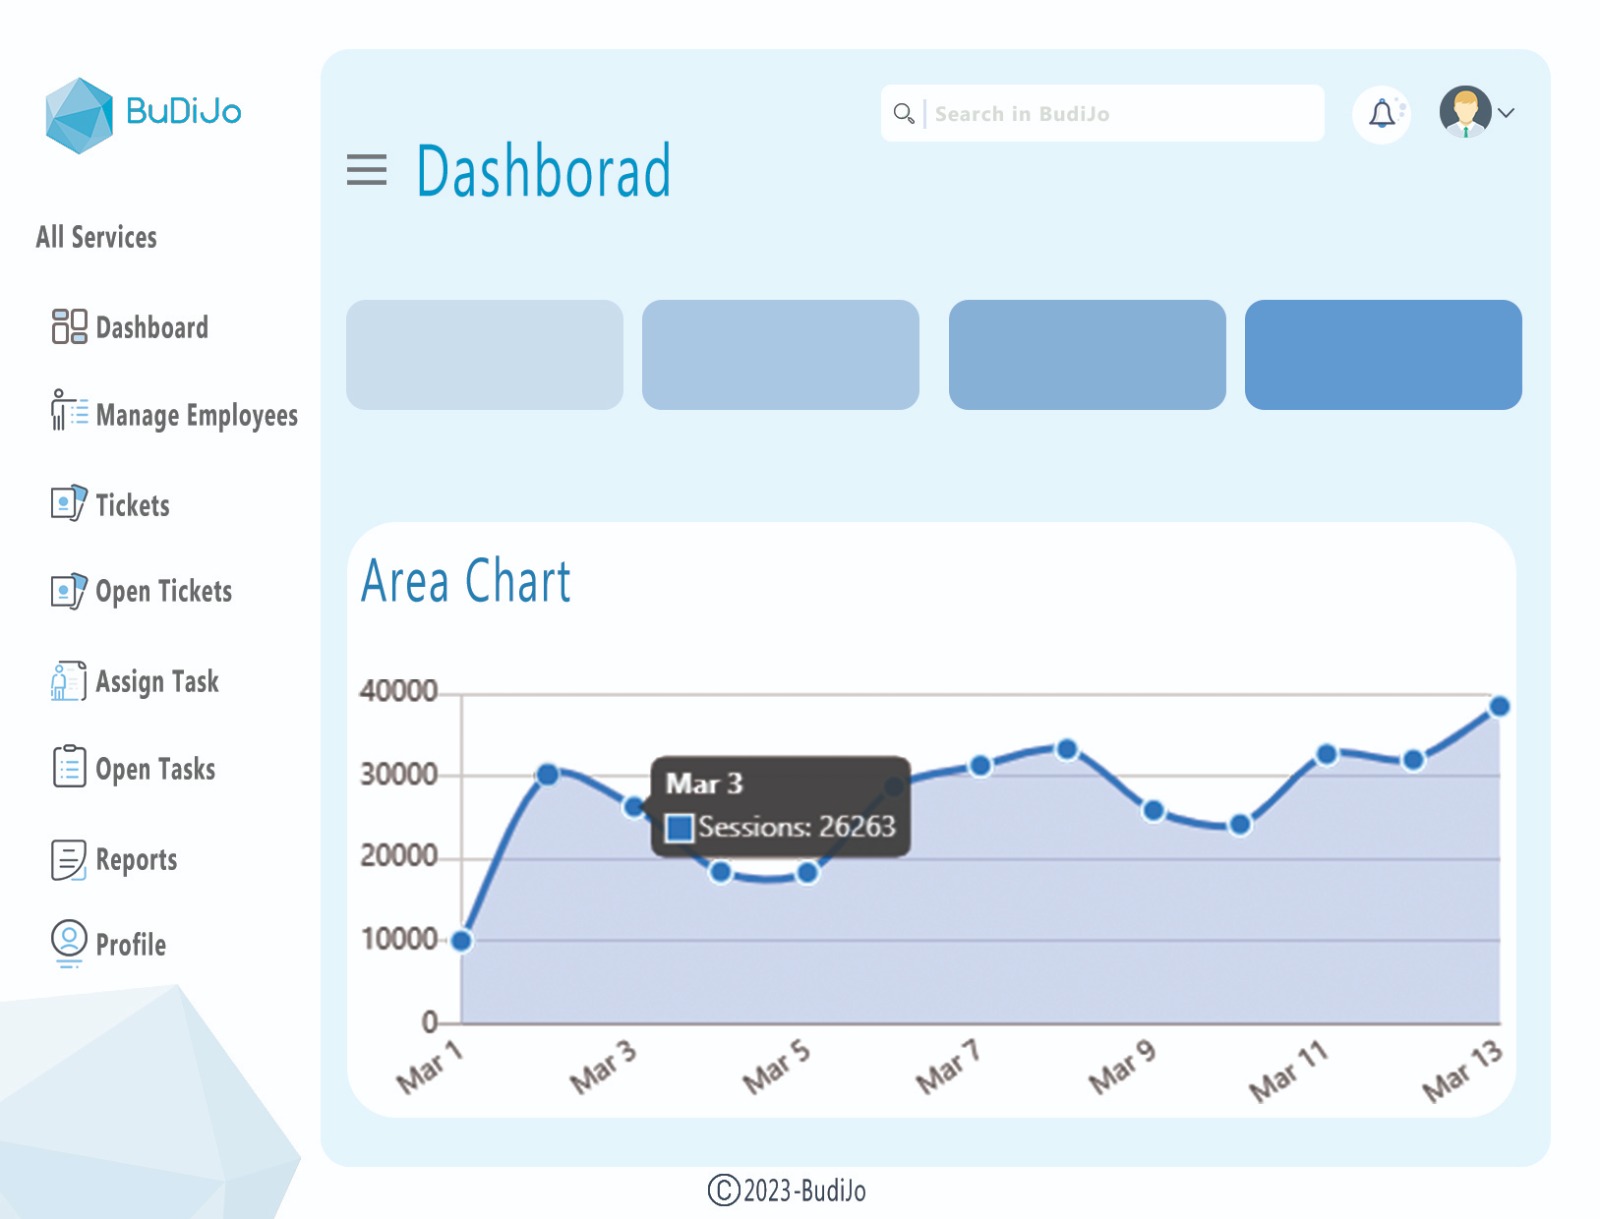 BuDiJo
Search in BudiJo
Dashborad
All Services
Dashboard
Manage Employees
Tickets
Open Tickets
Assign Task
Open Tasks
Reports
Profile
Area Chart
40000
30000
20000
10000
0
Mar 3
Sessions: 26263
Mar 1
Mar 3
Mar 5
Mar 7
Mar 9
Mar 11
Mar 13
©2023-BudiJo